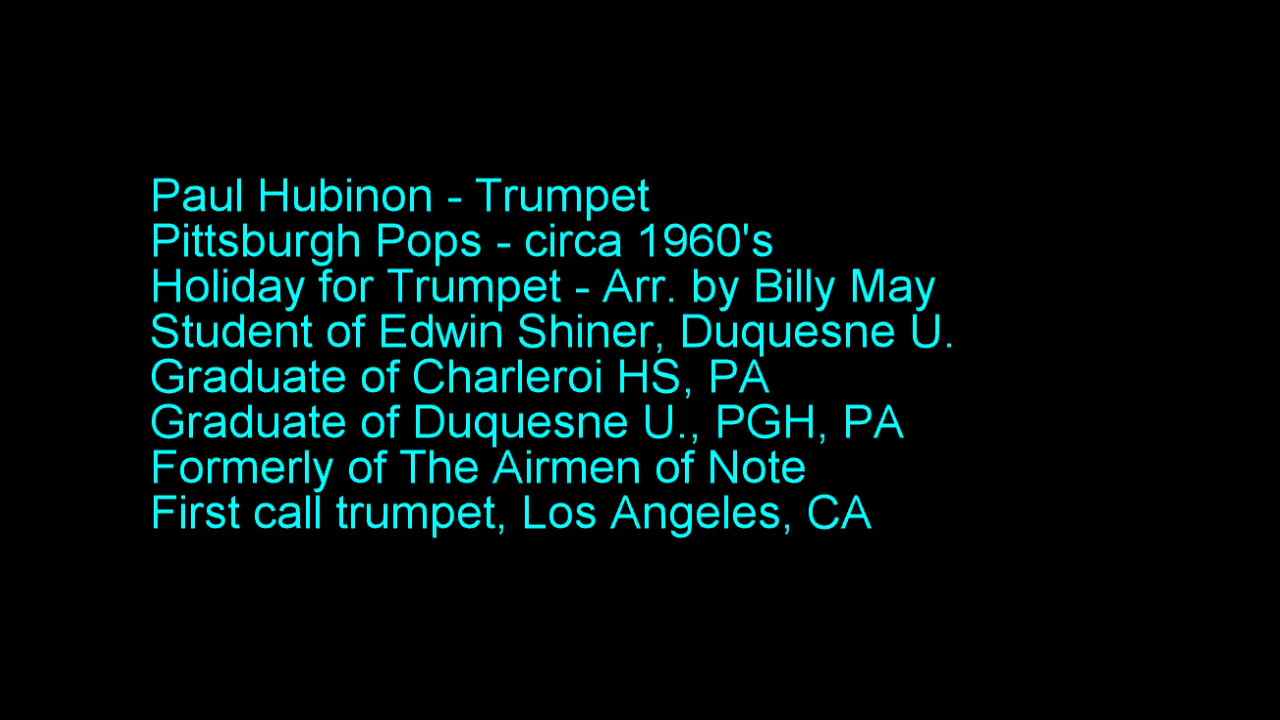 Paul Hubinon - Trumpet
Pittsburgh Pops - circa 1960's
Holiday for Trumpet - Arr. by Billy May
Student of Edwin Shiner, Duquesne U.
Graduate of Charleroi HS, PA
Graduate of Duquesne U., PGH, PA
Formerly of The Airmen of Note
First call trumpet, Los Angeles, CA